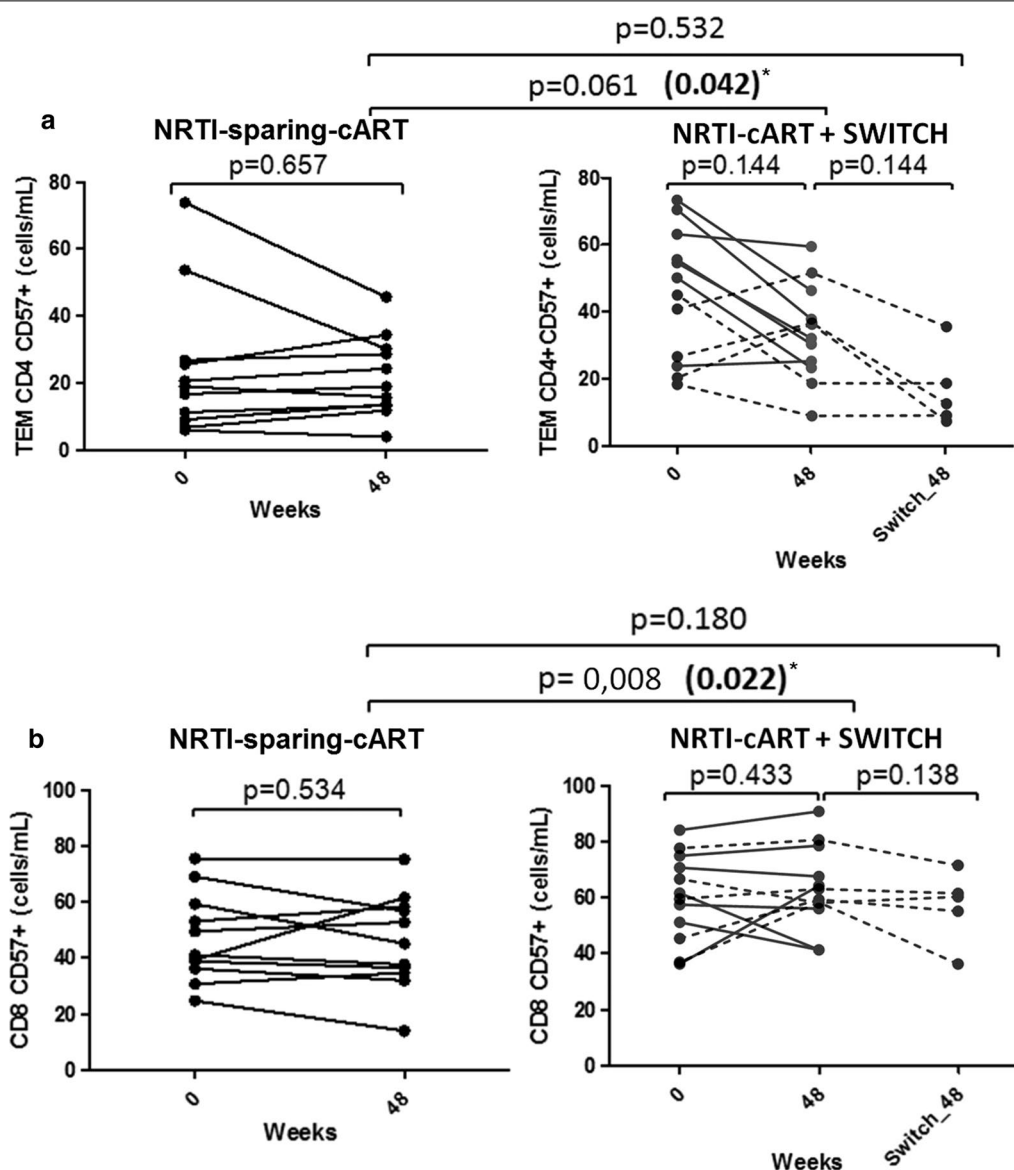 p=0.532
p=0.061 (0.042)*
a
NRTI-sparing-cART
NRTI-cART + SWITCH
p=0.657
p=0.144
p=0.144
TEM CD4 CD57+ (cells/mL)
80
60
40
20
0
0
48
Weeks
TEM CD4+CD57+ (cells/mL)
80
60
40
20
0
0
48
Switch_48
Weeks
p=0.180
p= 0,008 (0.022)*
b
NRTI-sparing-cART
NRTI-cART + SWITCH
p=0.534
p=0.433
p=0.138
CD8 CD57+ (cells/mL)
100
80
60
40
20
0
0
48
Weeks
CD8 CD57+ (cells/mL)
100
80
60
40
20
0
0
48
Switch_48
Weeks